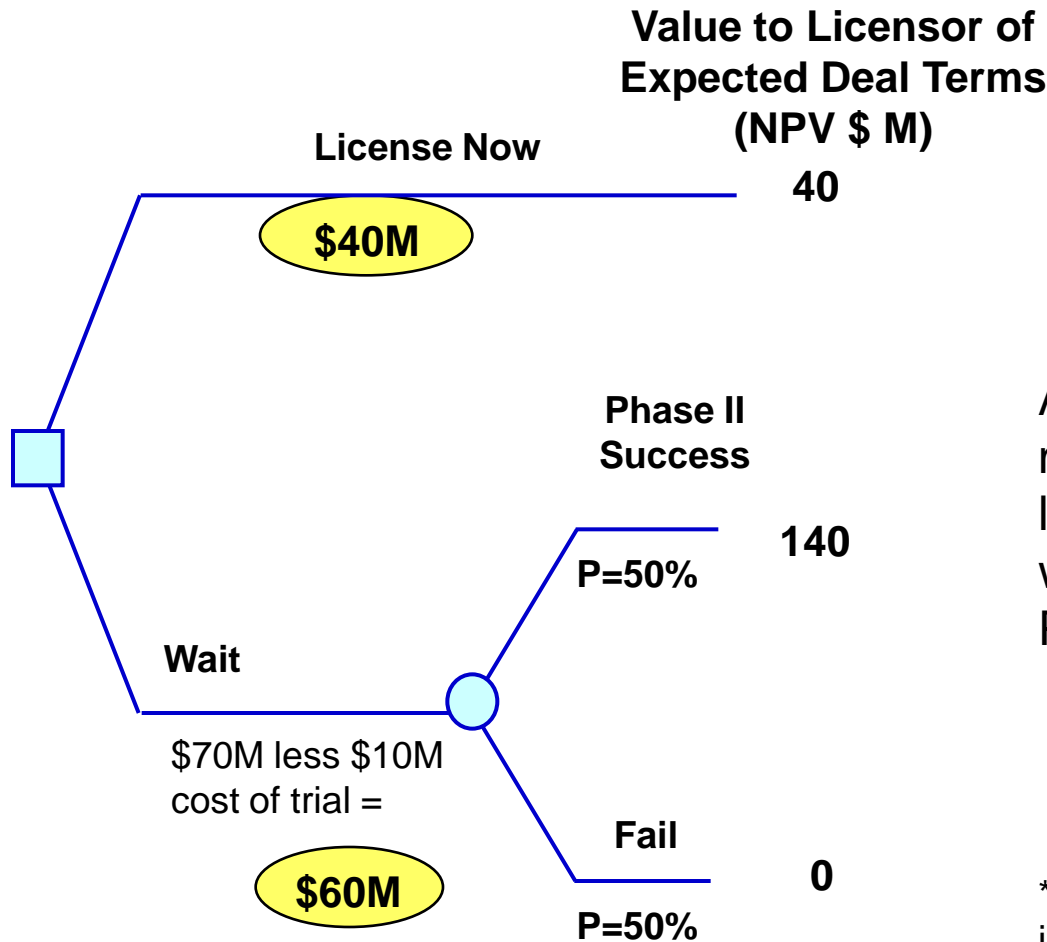 Value to Licensor of
Expected Deal Terms
(NPV $ M)
License Now
40
$40M
Phase II
Success
140
P=50%
Wait
$70M less $10M
cost of trial =
$60M
Fail
0
P=50%
*